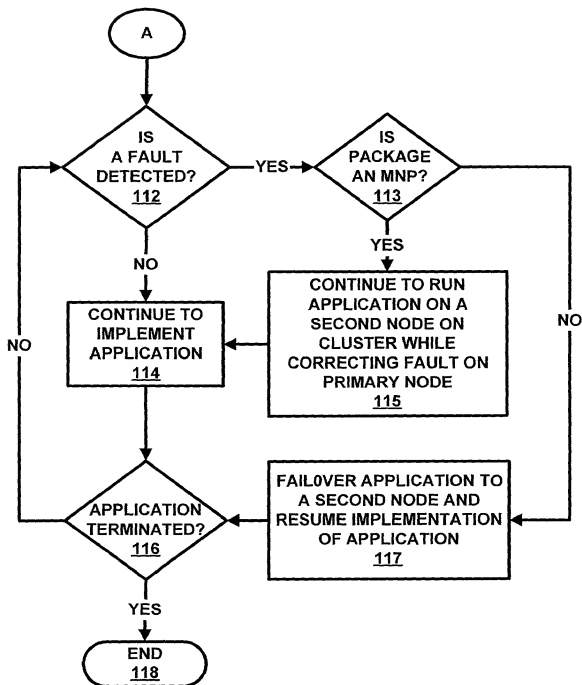 A
IS
A FAULT
DETECTED?
112
YES
IS
PACKAGE
AN MNP?
113
NO
YES
CONTINUE TO
IMPLEMENT
APPLICATION
114
CONTINUE TO RUN
APPLICATION ON A
SECOND NODE ON
CLUSTER WHILE
CORRECTING FAULT ON
PRIMARY NODE
115
NO
NO
APPLICATION
TERMINATED?
116
FAIL0VER APPLICATION TO
A SECOND NODE AND
RESUME IMPLEMENTATION
OF APPLICATION
117
YES
END
118